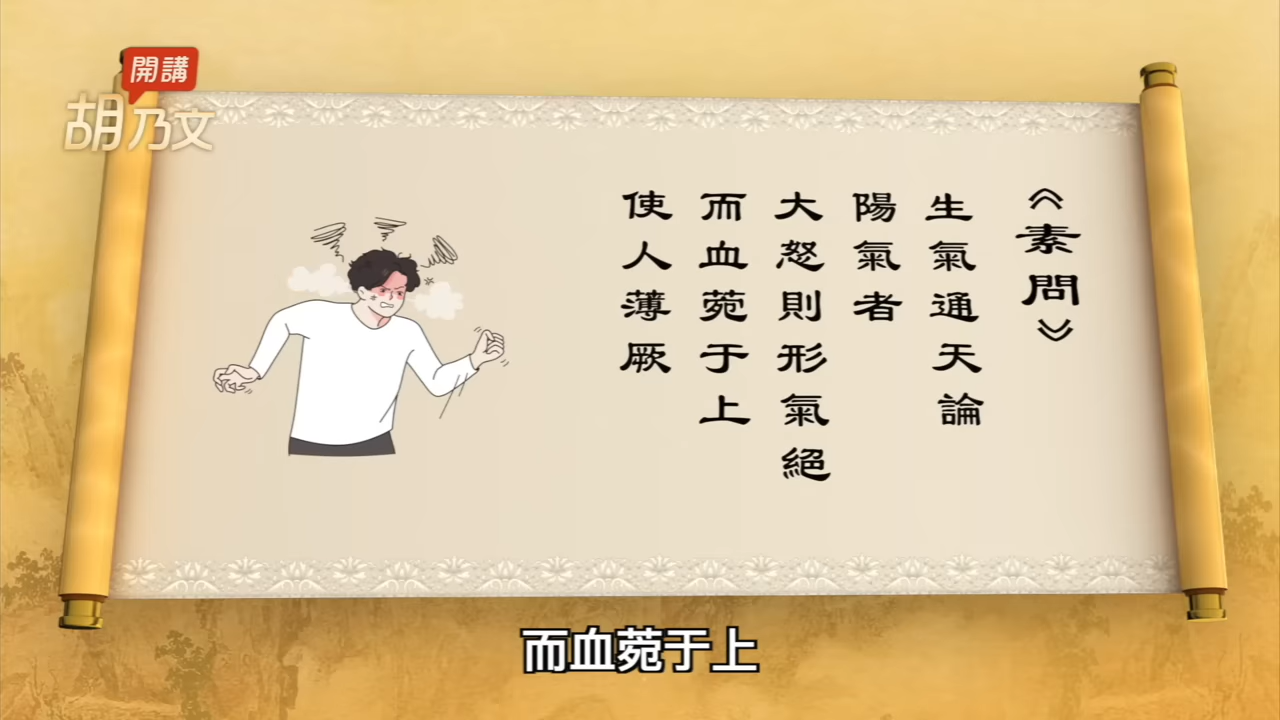 開講
胡乃文
《素問》
生氣通天論
陽氣者
大怒則形氣絕
而血菀于上
使人薄厥
而血菀于上